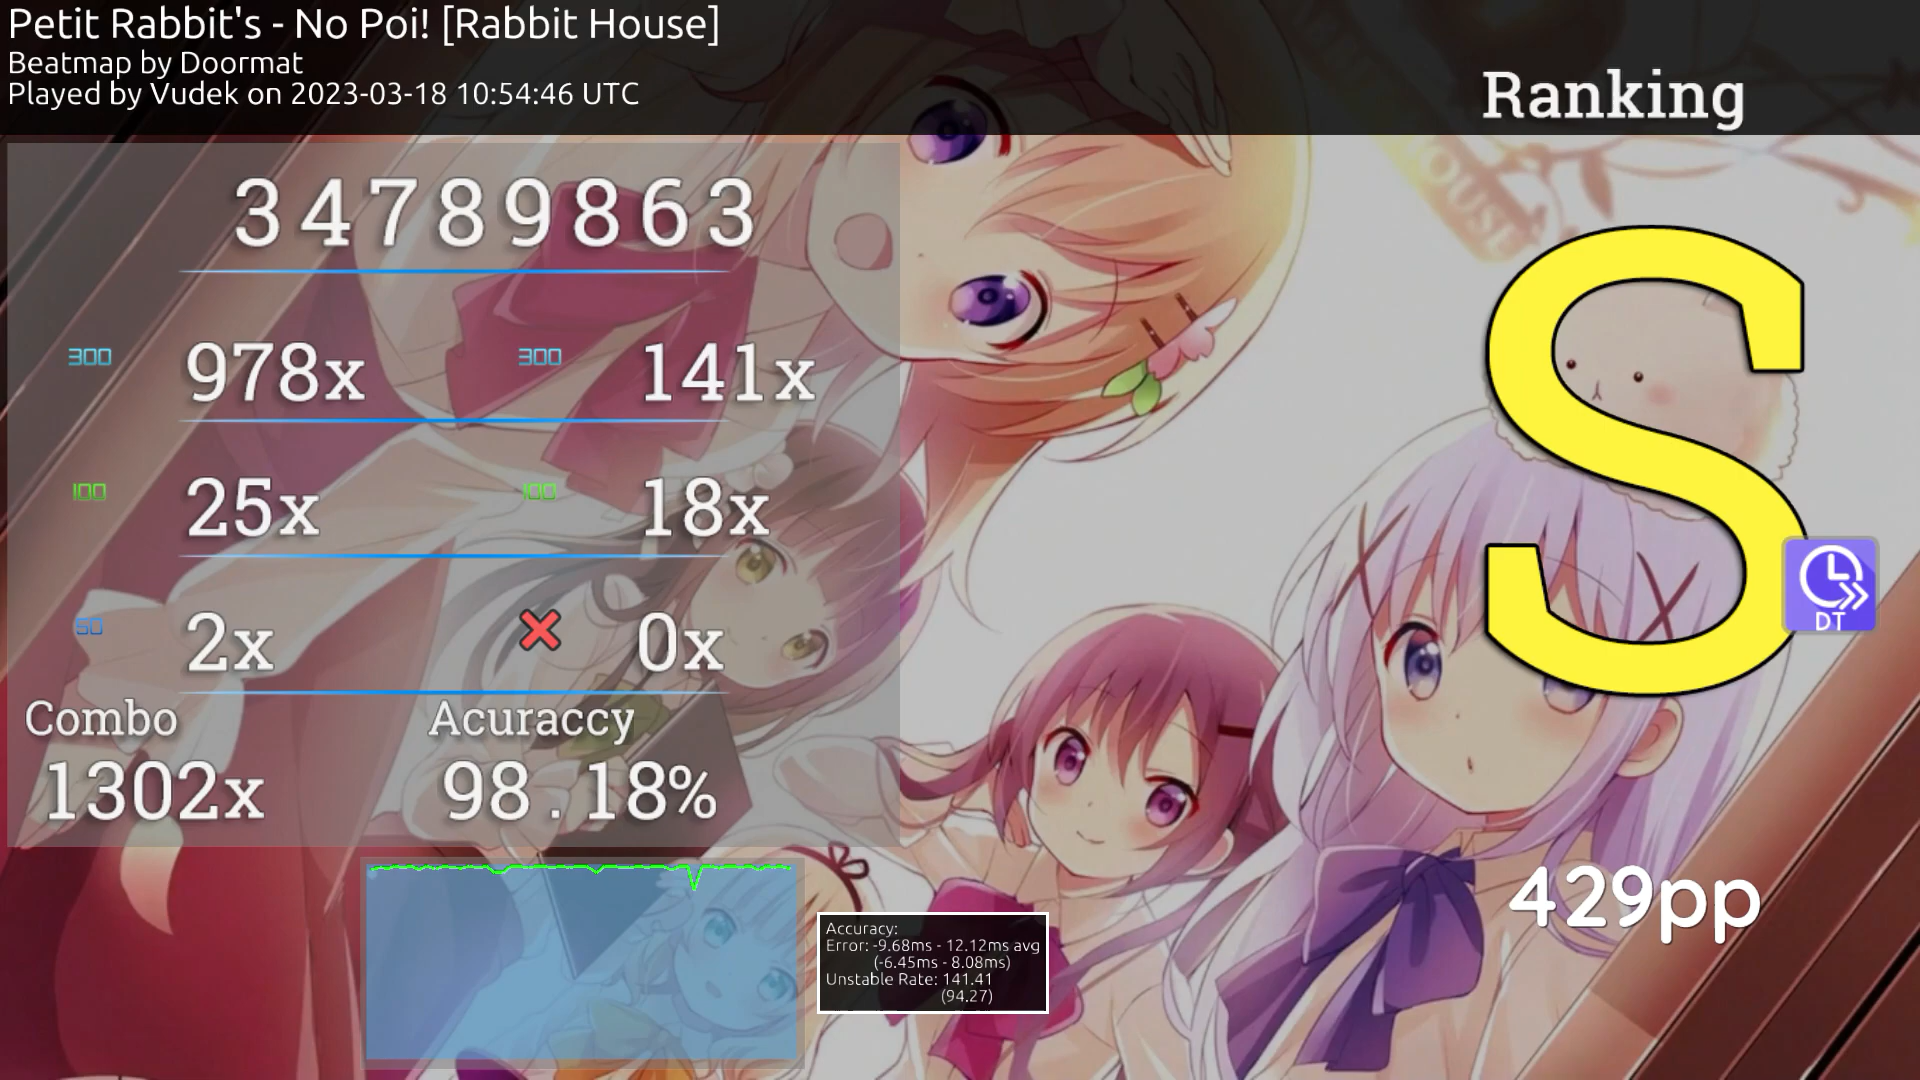 Petit Rabbit's - No Poi! [Rabbit House]
Beatmap by Doormat
Played by Vudek on 2023-03-18 10:54:46 UTC
Ranking
34789863
300 978x 300 141x
100 25x 100 18x
50 2x 0x
Combo Acuraccy
1302x 98.18%
S
DT
429pp
Accuracy:
Error: -9.68ms - 12.12ms avg
(-6.45ms - 8.08ms)
Unstable Rate: 141.41
(94.27)
HOUSE